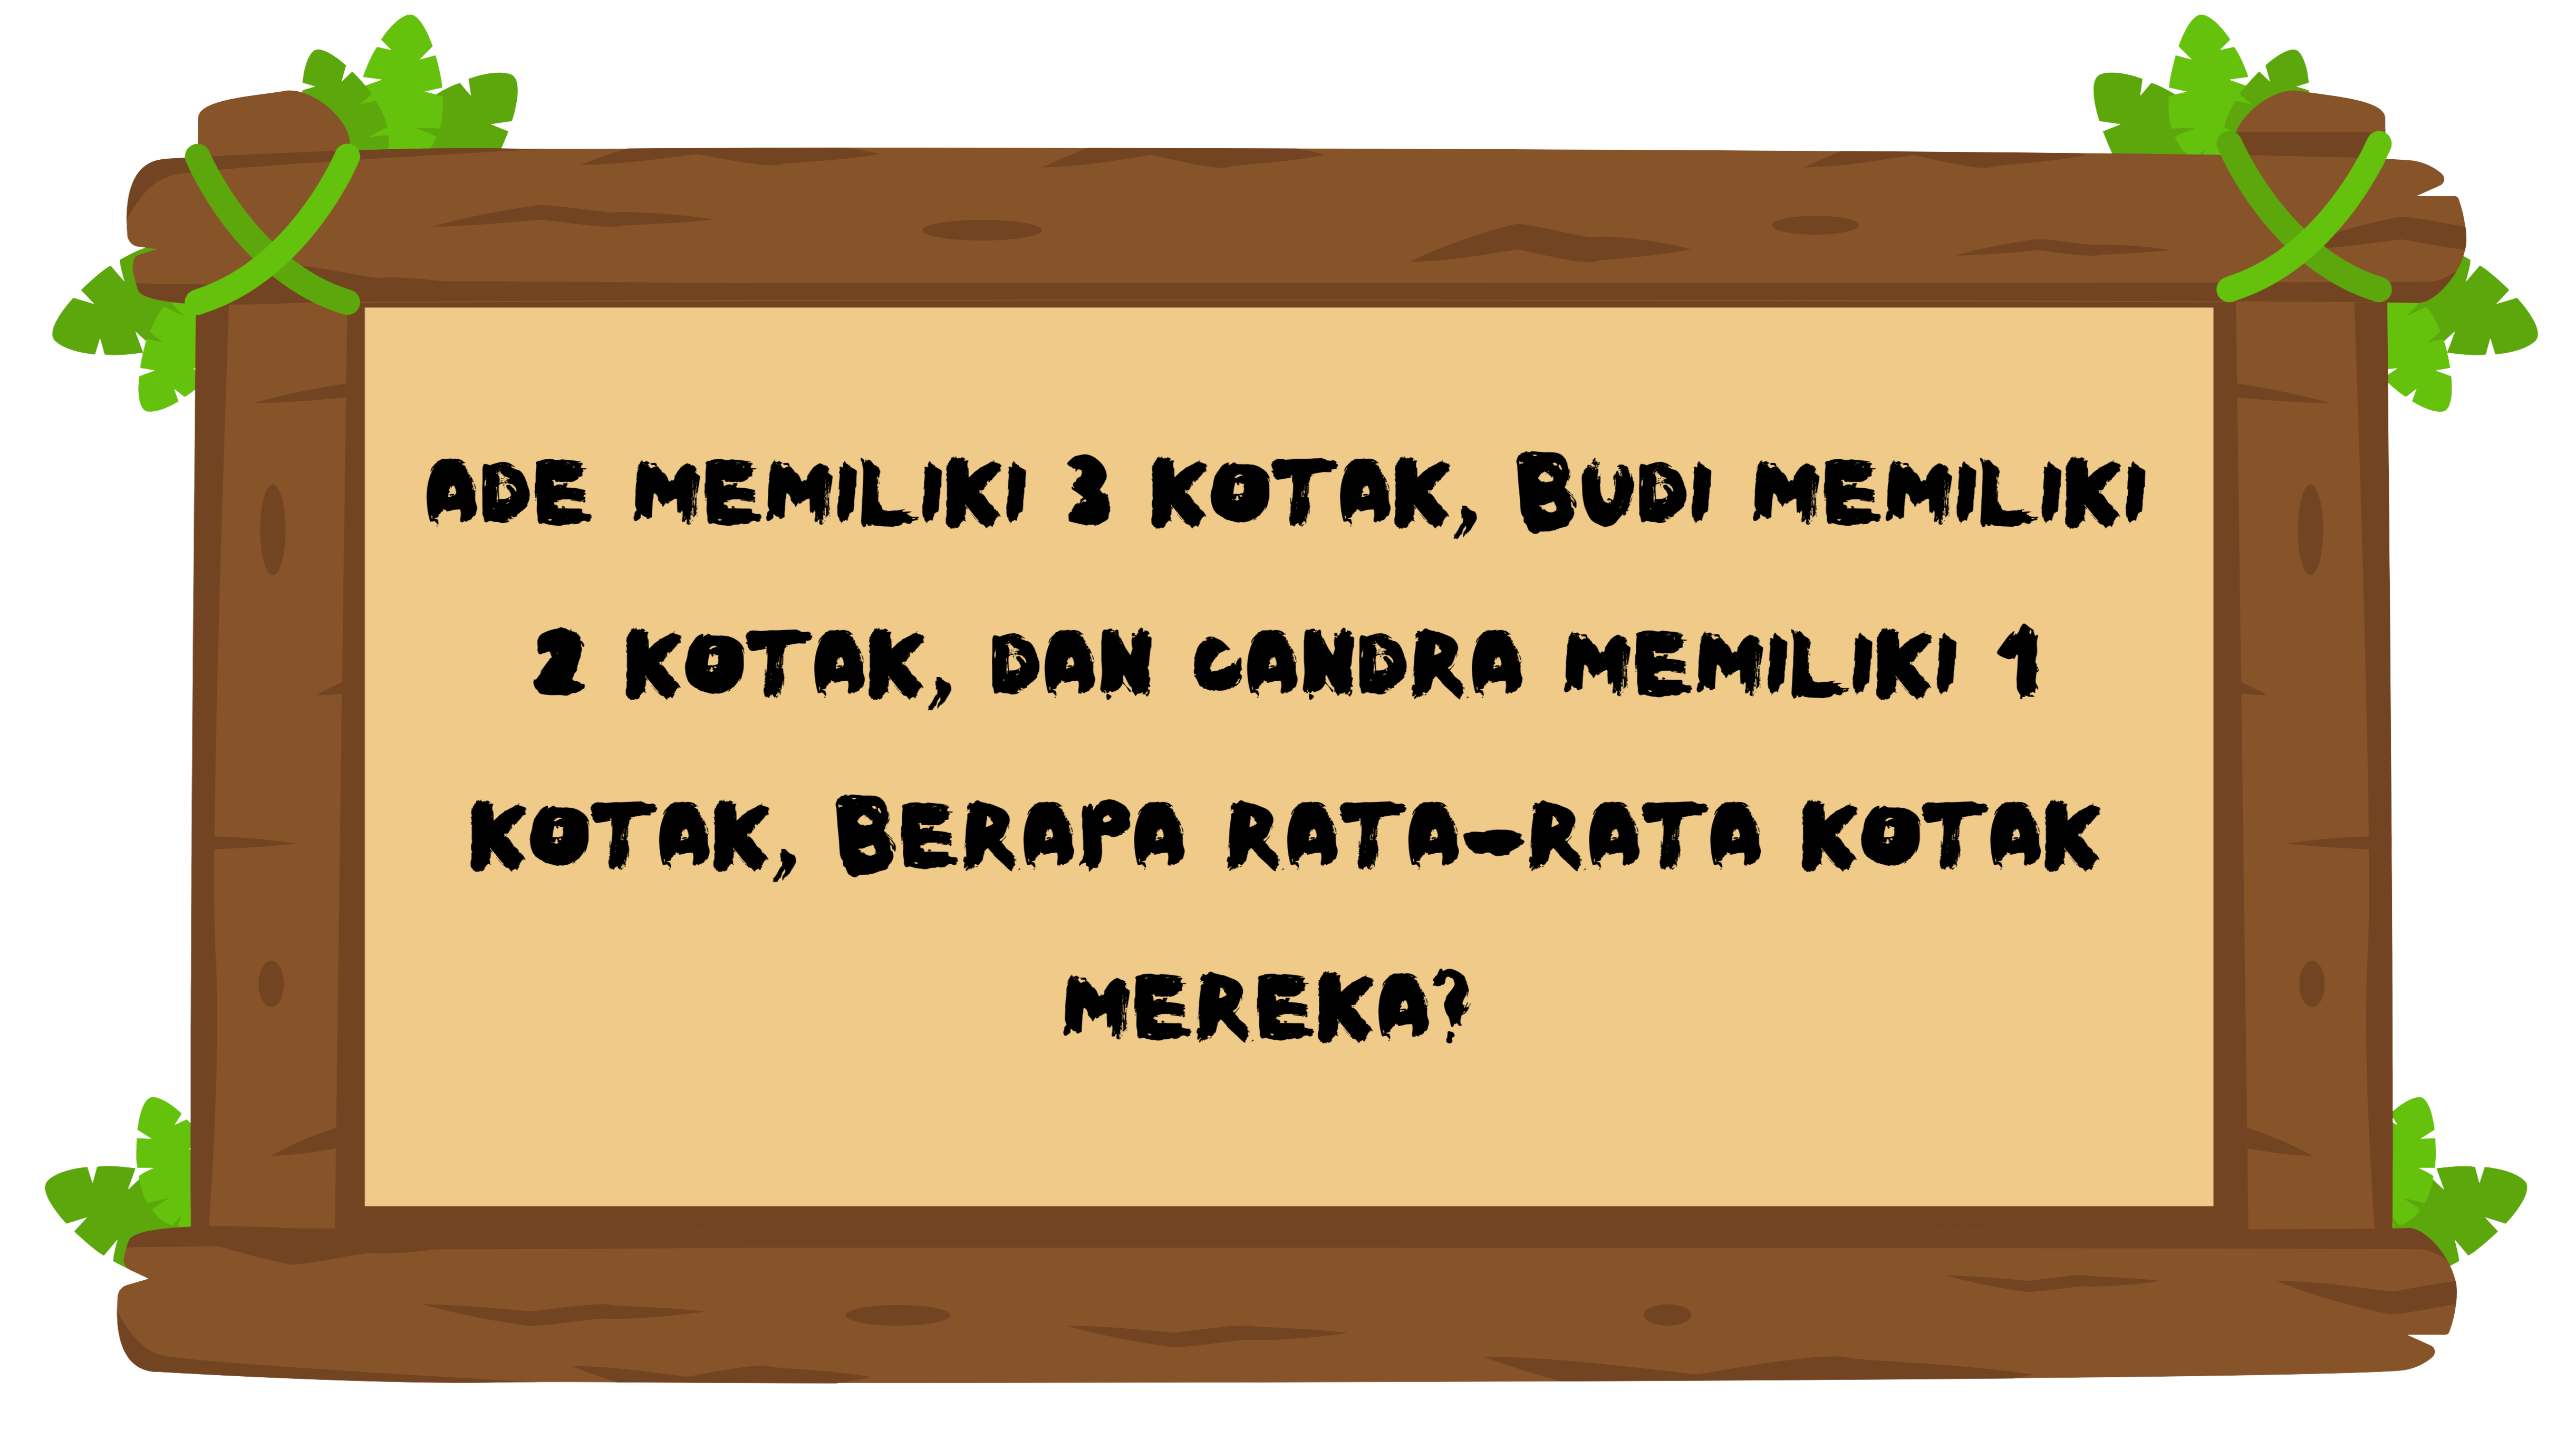 ADE MEMILIKI 3 KOTAK, BUDI MEMILIKI
2 KOTAK, DAN CANDRA MEMILIKI 1
KOTAK, BERAPA RATA-RATA KOTAK
MEREKA?